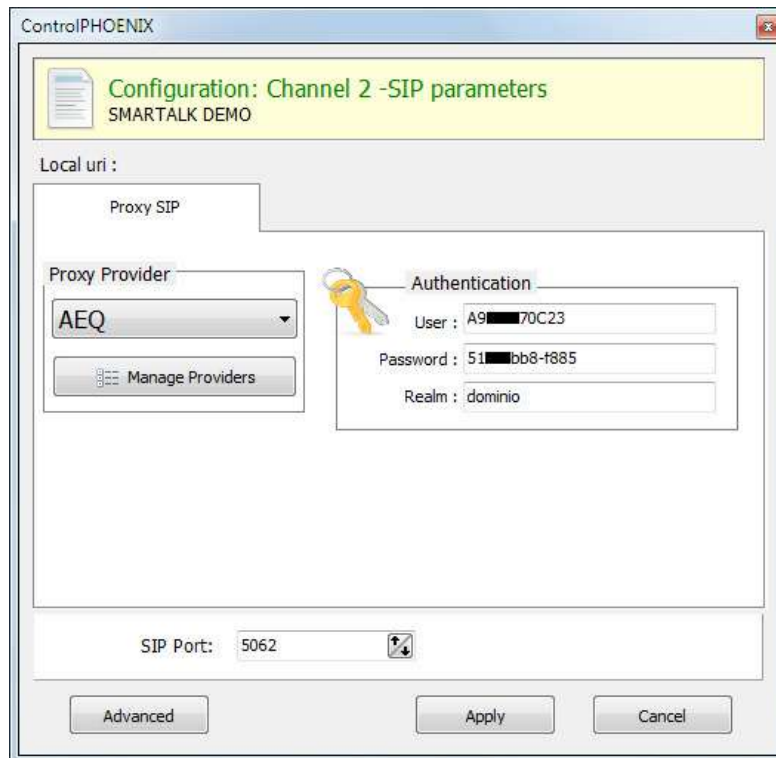 ControlPHOENIX
Configuration: Channel 2 -SIP parameters
SMARTALK DEMO
Local uri :
Proxy SIP
Proxy Provider
AEQ
Manage Providers
Authentication
User : A9 70C23
Password : 51 bb8-f885
Realm : dominio
SIP Port: 5062
Advanced
Apply
Cancel